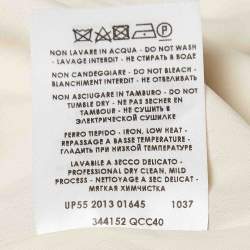 NON LAVARE IN ACQUA - DO NOT WASH
- LAVAGE INTERDIT - НЕ СТИРАТЬ В ВОДЕ
NON CANDEGGIARE - DO NOT BLEACH -
BLANCHIMENT INTERDIT - НЕ ОТБЕЛИВАТЬ
NON ASCIUGARE IN TAMBURO - DO NOT
TUMBLE DRY - NE PAS SECHER EN
TAMBOUR - НЕ СУШИТЬ В
ЭЛЕКТРИЧЕСКОЙ СУШИЛКЕ
FERRO TIEPIDO - IRON, LOW HEAT -
REPASSAGE A BASSE TEMPERATURE -
ГЛАДИТЬ ПРИ НИЗКОЙ ТЕМПЕРАТУРЕ
LAVABILE A SECCO DELICATO -
PROFESSIONAL DRY CLEAN, MILD
PROCESS - NETTOYAGE A SEC DELICAT -
МЯГКАЯ ХИМЧИСТКА
UP55 2013 01645 1037
344152 QCC40